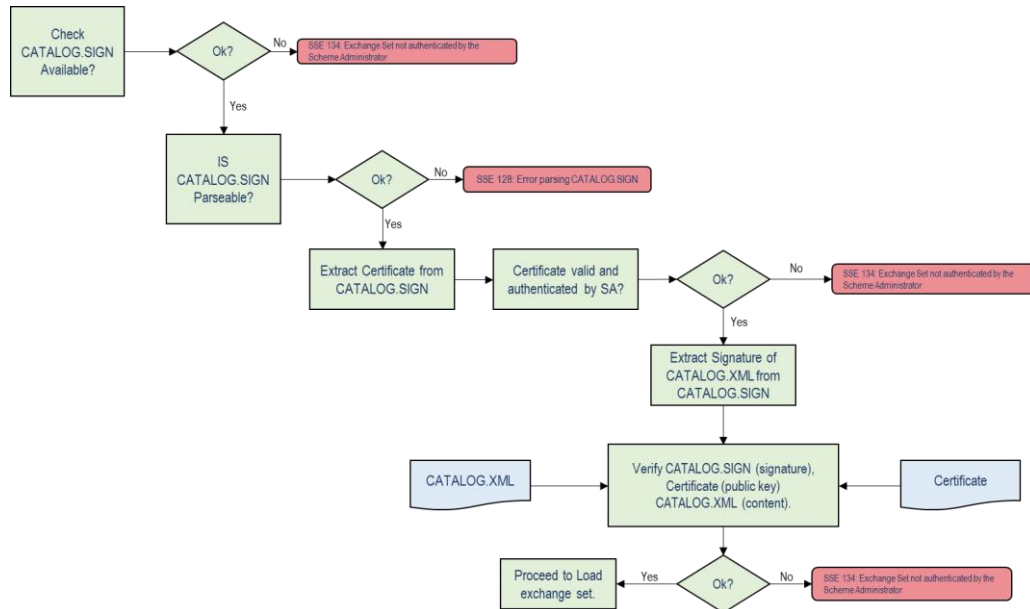 Check
CATALOG.SIGN
Available?
Ok?
No
SSE 134: Exchange Set not authenticated by the
Scheme Administrator
Yes
IS
CATALOG.SIGN
Parseable?
Ok?
No
SSE 128: Error parsing CATALOG.SIGN
Yes
Extract Certificate from
CATALOG.SIGN
Certificate valid and
authenticated by SA?
Ok?
No
SSE 134: Exchange Set not authenticated by the
Scheme Administrator
Yes
Extract Signature of
CATALOG.XML from
CATALOG.SIGN
CATALOG.XML
Verify CATALOG.SIGN (signature),
Certificate (public key)
CATALOG.XML (content).
Certificate
Proceed to Load
exchange set.
Yes
Ok?
No
SSE 134: Exchange Set not authenticated by the
Scheme Administrator